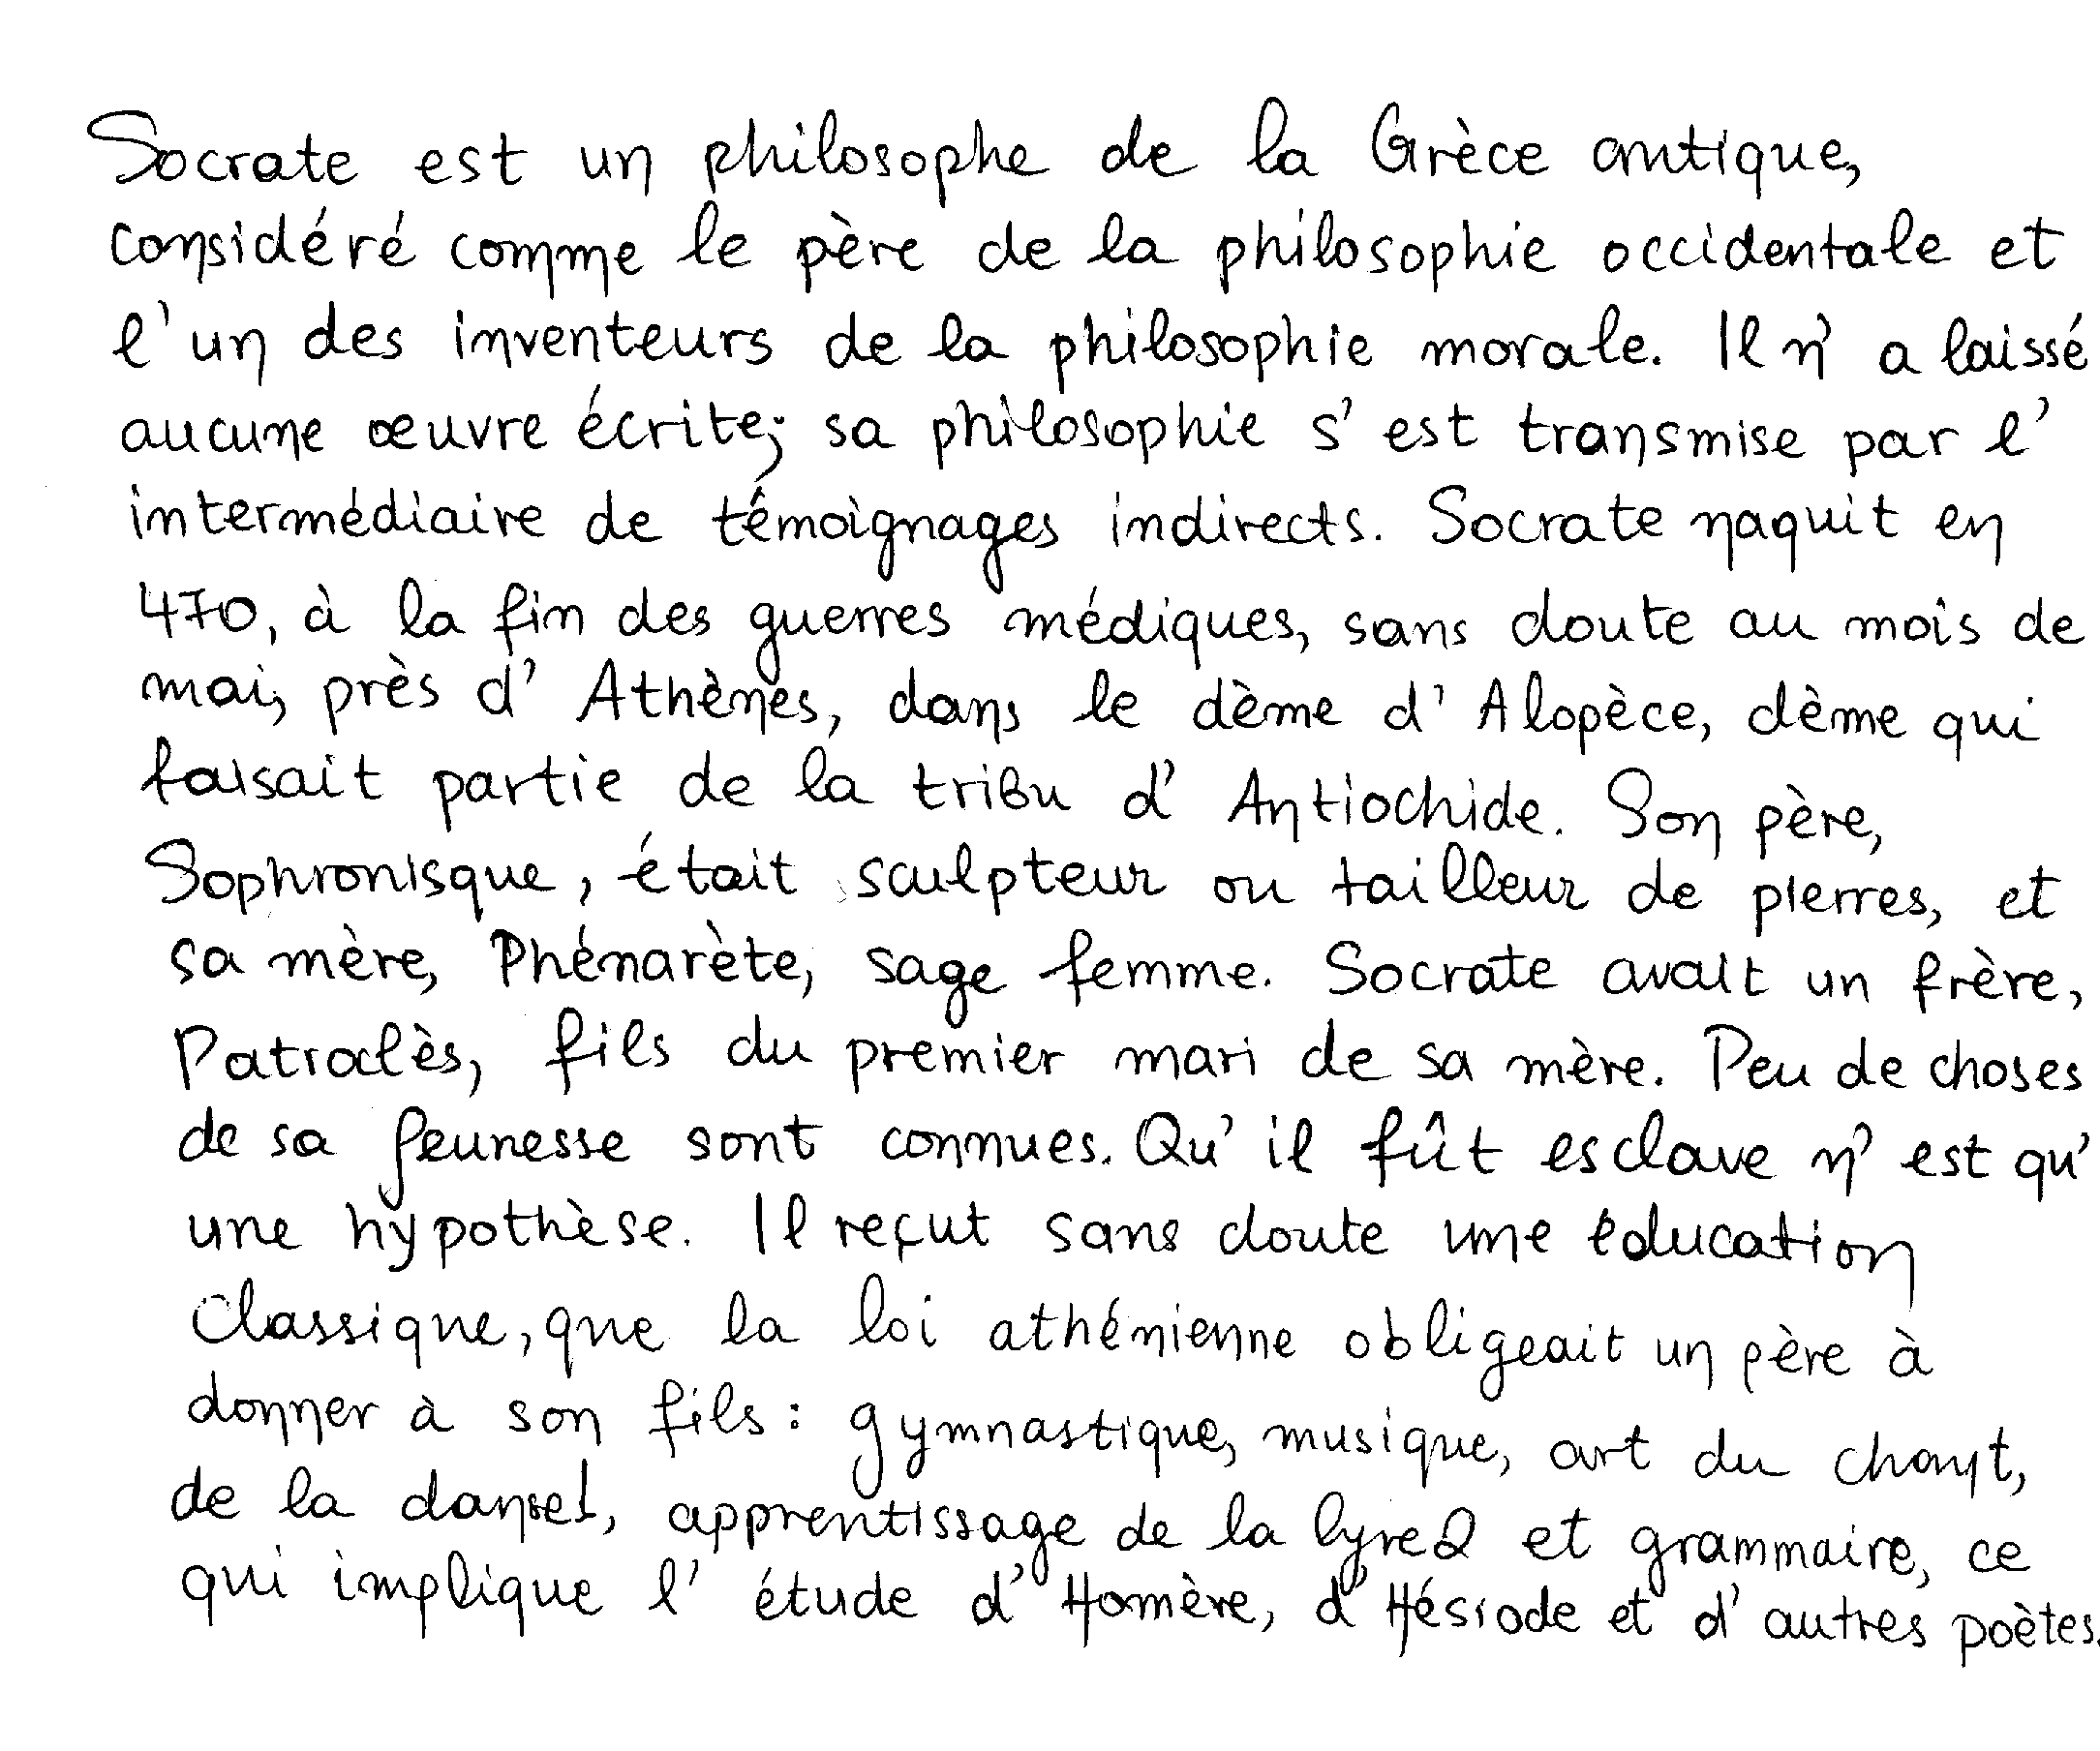 Socrate est un philosophe de la Grèce antique,
considéré comme le père de la philosophie occidentale et
l'un des inventeurs de la philosophie morale. Il n'a laissé
aucune œuvre écrite; sa philosophie s'est transmise par l'
intermédiaire de témoignages indirects. Socrate naquit en
470, à la fin des guerres médiques, sans doute au mois de
mai, près d'Athènes, dans le dème d'Alopèce, dème qui
faisait partie de la tribu d'Antiochide. Son père,
Sophronisque, était sculpteur ou tailleur de pierres, et
sa mère, Phénarète, sage femme. Socrate avait un frère,
Patroclès, fils du premier mari de sa mère. Peu de choses
de sa jeunesse sont connues. Qu'il fût esclave n'est qu'
une hypothèse. Il reçut sans doute une éducation
classique, que la loi athénienne obligeait un père à
donner à son fils : gymnastique, musique, art du chant,
de la danse1, apprentissage de la lyre2 et grammaire, ce
qui implique l'étude d'Homère, d'Hésiode et d'autres poètes.